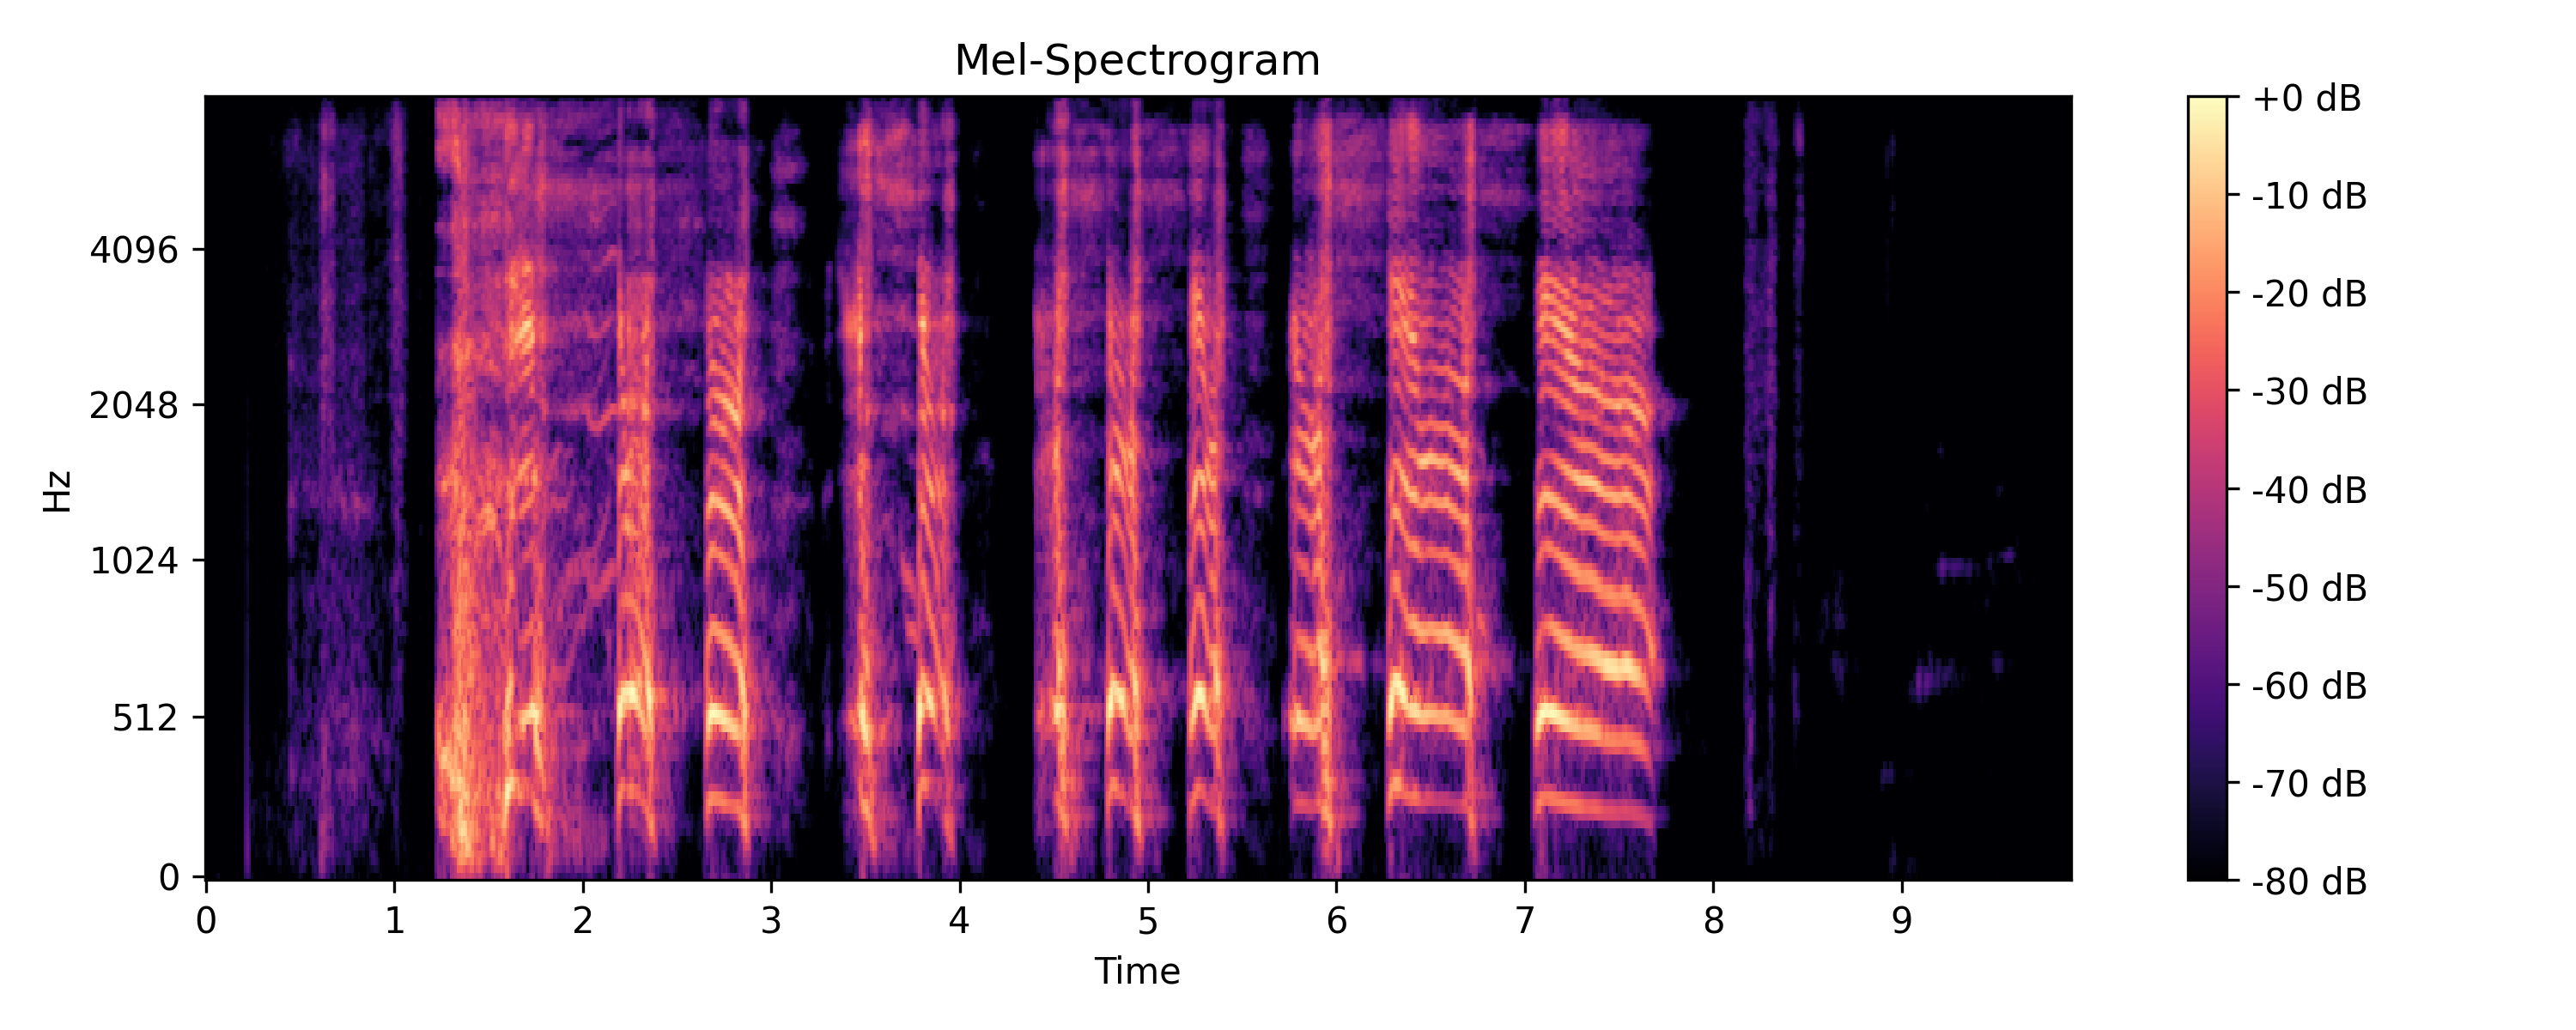 Mel-Spectrogram
+0 dB
-10 dB
-20 dB
-30 dB
-40 dB
-50 dB
-60 dB
-70 dB
-80 dB
4096
2048
1024
512
0
Hz
0 1 2 3 4 5 6 7 8 9
Time